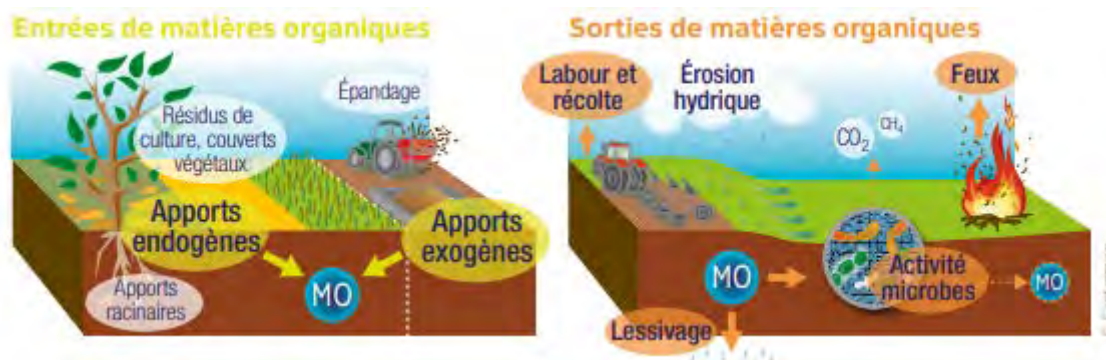 Entrées de matières organiques
Épandage
Résidus de
culture, couverts
végétaux
Apports
endogènes
Apports
exogènes
MO
Apports
racinaires
Sorties de matières organiques
Labour et
récolte
Érosion
hydrique
Feux
CO2
CH4
MO
Activité
microbes
MO
Lessivage